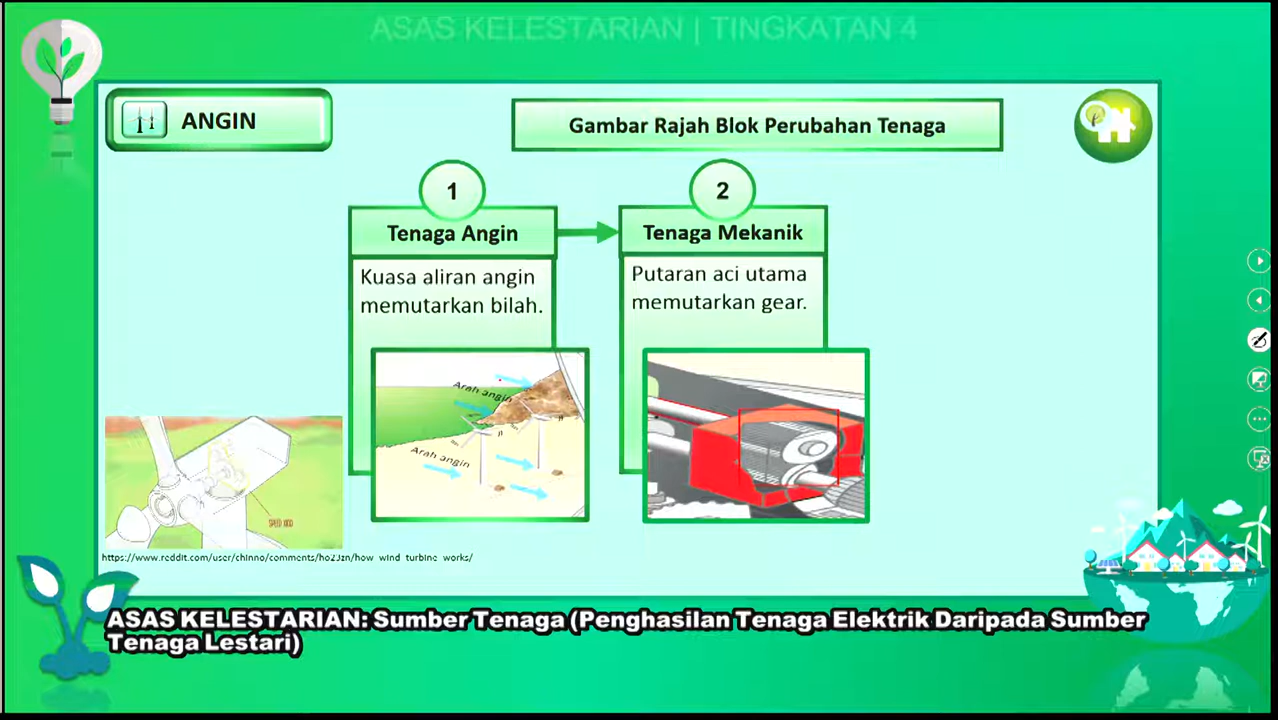 ASAS KELESTARIAN | TINGKATAN 4
ANGIN
Gambar Rajah Blok Perubahan Tenaga
1
2
Tenaga Angin
Tenaga Mekanik
Kuasa aliran angin
memutarkan bilah.
Putaran aci utama
memutarkan gear.
Arah angin
Arah angin
https://www.reddit.com/user/chinno/comments/ho23zn/how_wind_turbine_works/
ASAS KELESTARIAN: Sumber Tenaga (Penghasilan Tenaga Elektrik Daripada Sumber
Tenaga Lestari)